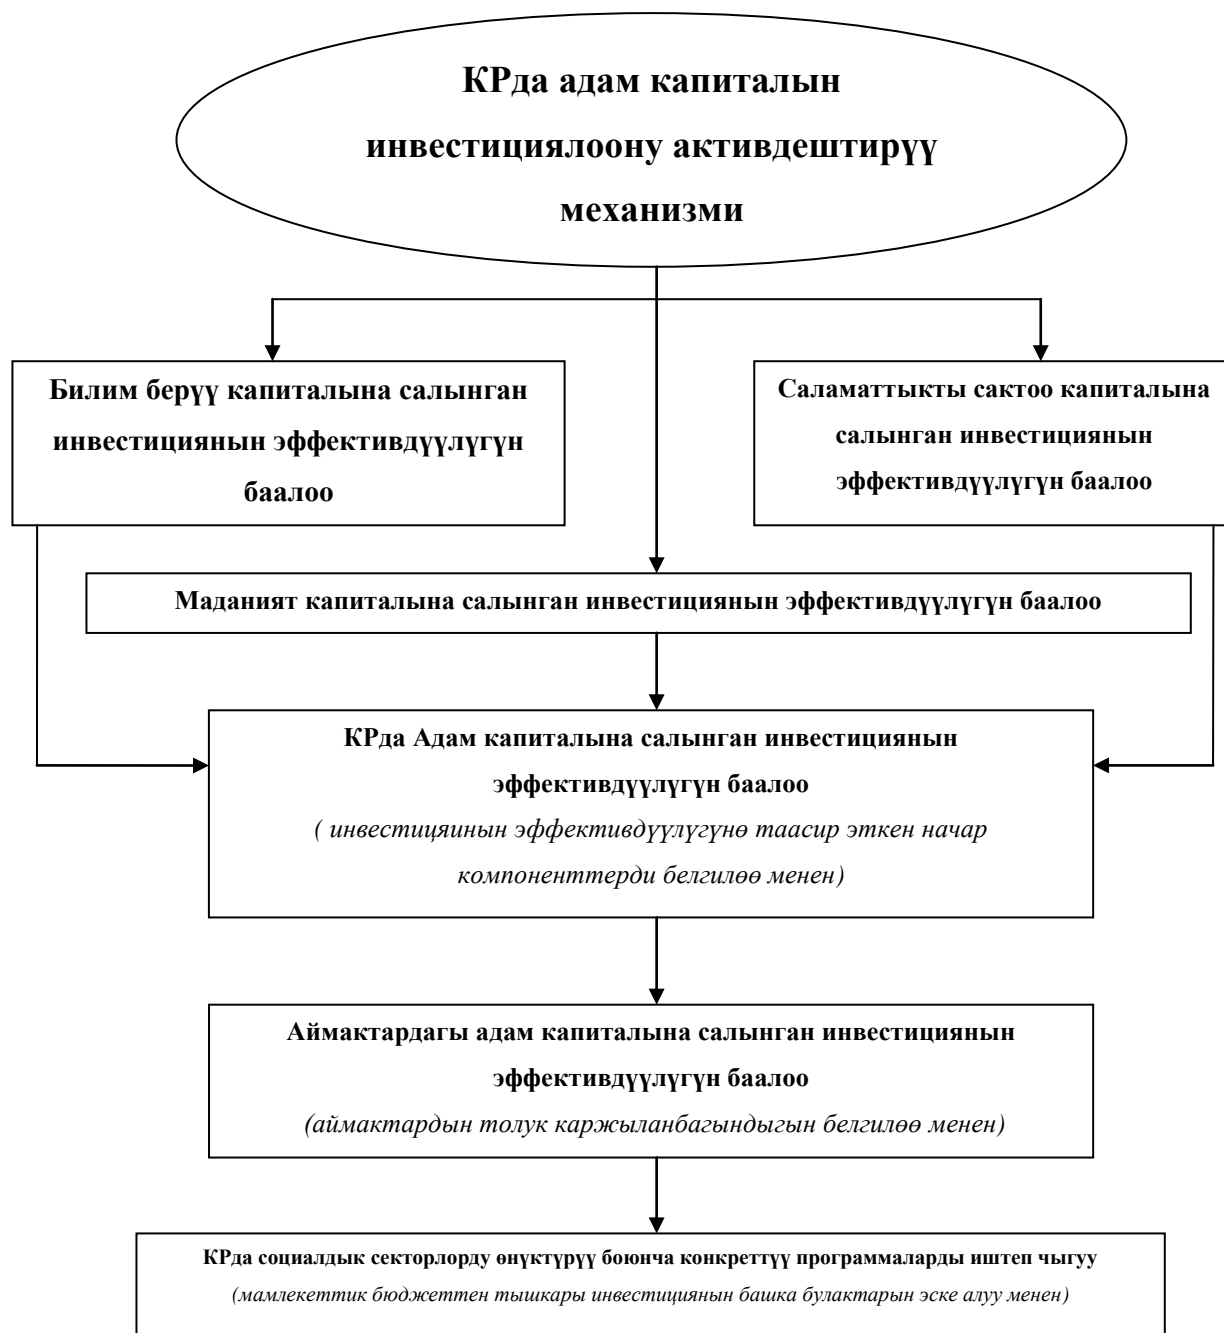 КРда адам капиталын
инвестициялоону активдештирүү
механизми
Билим берүү капиталына салынган
инвестициянын эффективдүүлүгүн
баалоо
Саламаттыкты сактоо капиталына
салынган инвестициянын
эффективдүүлүгүн баалоо
Маданият капиталына салынган инвестициянын эффективдүүлүгүн баалоо
КРда Адам капиталына салынган инвестициянын
эффективдүүлүгүн баалоо
( инвестицяинын эффективдүүлүгүнө таасир эткен начар
компоненттерди белгилөө менен)
Аймактардагы адам капиталына салынган инвестициянын
эффективдүүлүгүн баалоо
(аймактардын толук каржыланбагындыгын белгилөө менен)
КРда социалдык секторлорду өнүктүрүү боюнча конкреттүү программаларды иштеп чыгуу
(мамлекеттик бюджеттен тышкары инвестициянын башка булактарын эске алуу менен)